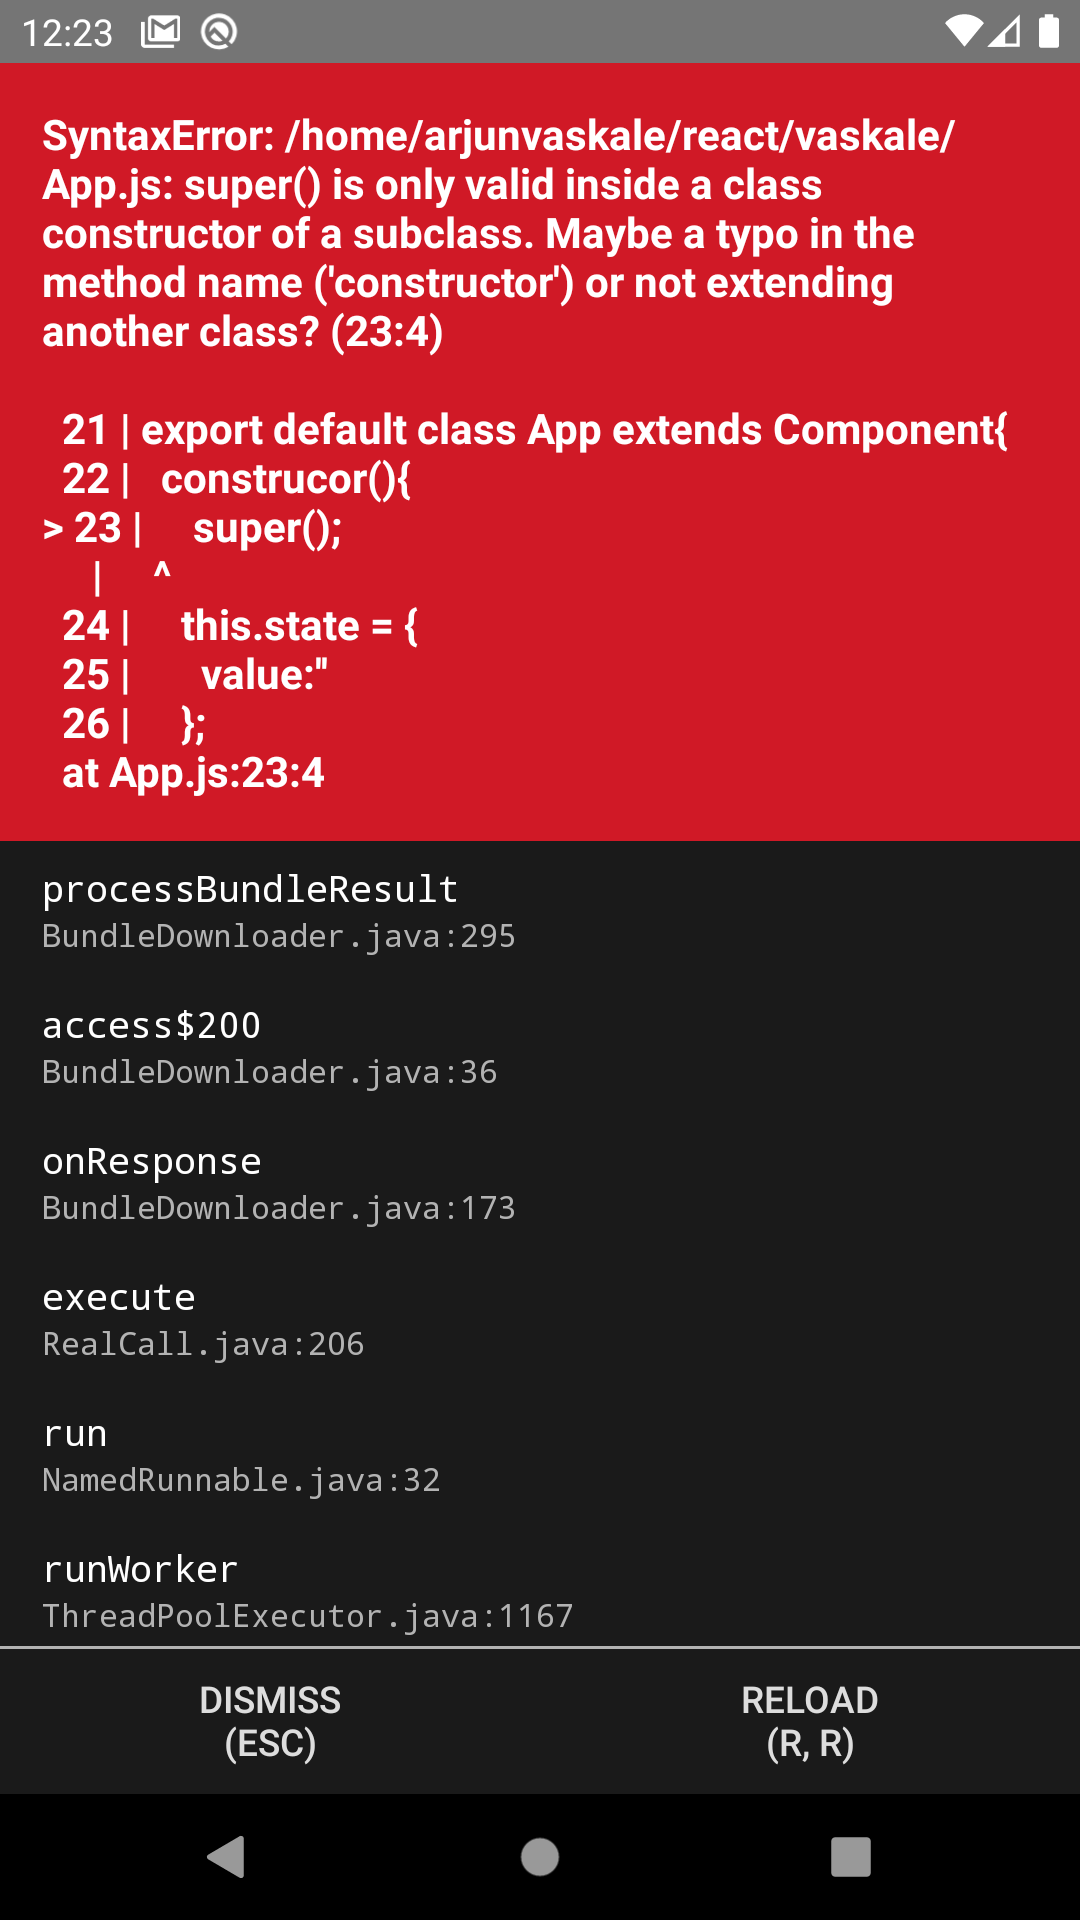 12:23
SyntaxError: /home/arjunvaskale/react/vaskale/
App.js: super() is only valid inside a class
constructor of a subclass. Maybe a typo in the
method name ('constructor') or not extending
another class? (23:4)
21 | export default class App extends Component{
22 |   construcor(){
> 23 |     super();
|     ^
24 |     this.state = {
25 |       value:''
26 |     };
at App.js:23:4
processBundleResult
BundleDownloader.java:295
access$200
BundleDownloader.java:36
onResponse
BundleDownloader.java:173
execute
RealCall.java:206
run
NamedRunnable.java:32
runWorker
ThreadPoolExecutor.java:1167
DISMISS
(ESC)
RELOAD
(R, R)